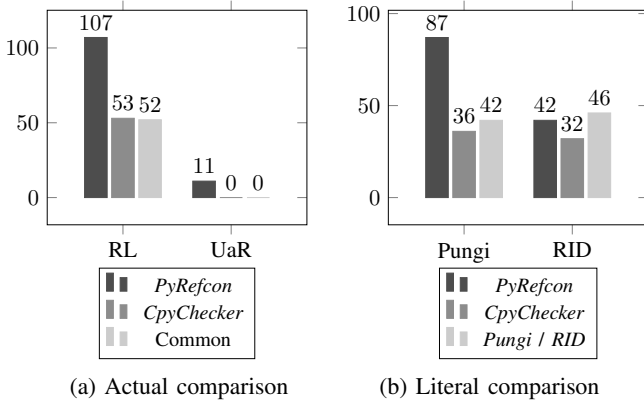 107
100
53 52
50
11
0 0
0
RL UaR
PyRefcon
CpyChecker
Common
(a) Actual comparison
100
87
50
36 42
42 32 46
0
Pungi RID
PyRefcon
CpyChecker
Pungi / RID
(b) Literal comparison